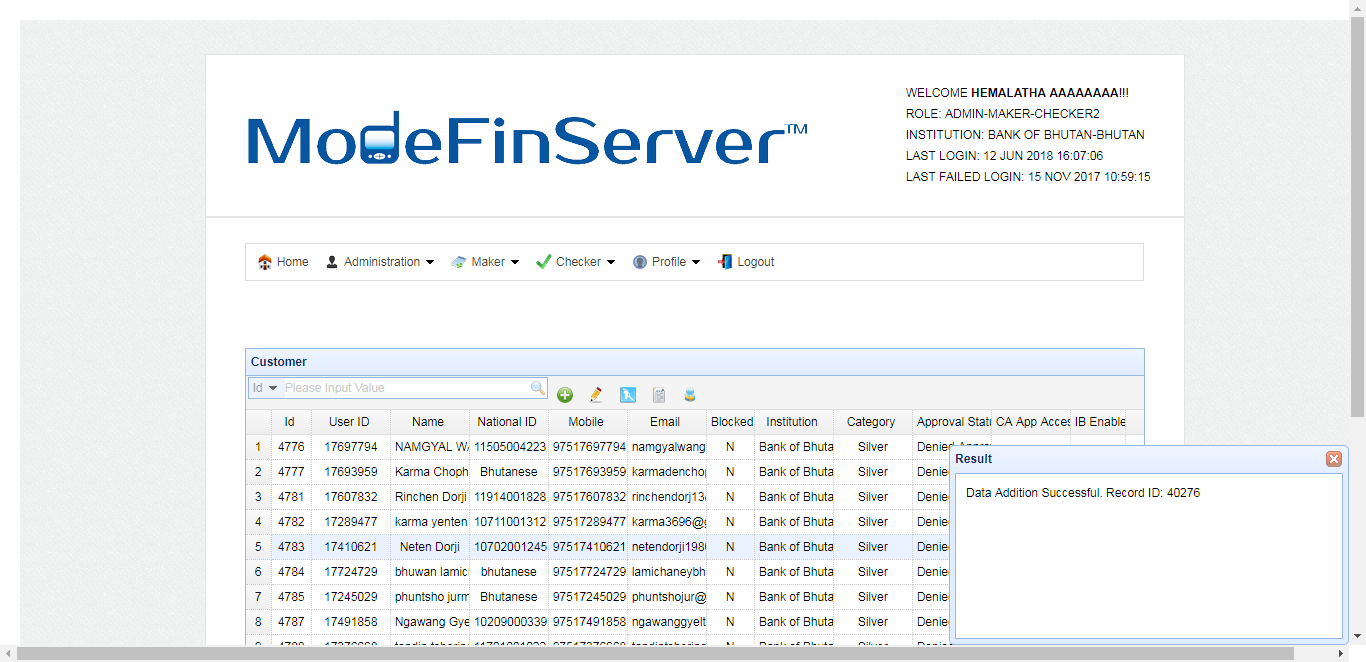 ModeFinServer™
WELCOME HEMALATHA AAAAAAAA!!!
ROLE: ADMIN-MAKER-CHECKER2
INSTITUTION: BANK OF BHUTAN-BHUTAN
LAST LOGIN: 12 JUN 2018 16:07:06
LAST FAILED LOGIN: 15 NOV 2017 10:59:15
Home Administration Maker Checker Profile Logout
Customer
Id Please Input Value
Id User ID Name National ID Mobile Email Blocked Institution Category Approval Statu CA App Acces IB Enable
1 4776 17697794 NAMGYAL WA 11505004223 97517697794 namgyalwang N Bank of Bhuta Silver Denied
2 4777 17693959 Karma Choph Bhutanese 97517693959 karmadenchop N Bank of Bhuta Silver Denie
3 4781 17607832 Rinchen Dorji 11914001828 97517607832 rinchendorj13 N Bank of Bhuta Silver Denie
4 4782 17289477 karma yenten 10711001312 97517289477 karma3696@ N Bank of Bhuta Silver Denie
5 4783 17410621 Neten Dorji 10702001245 97517410621 netendorji198 N Bank of Bhuta Silver Denie
6 4784 17724729 bhuwan lamic bhutanese 97517724729 lamichaneybh N Bank of Bhuta Silver Denie
7 4785 17245029 phuntsho jurm Bhutanese 97517245029 phuntshojur@ N Bank of Bhuta Silver Denie
8 4787 17491858 Ngawang Gye 10209000339 97517491858 ngawanggyelt N Bank of Bhuta Silver Denie
Result
Data Addition Successful. Record ID: 40276